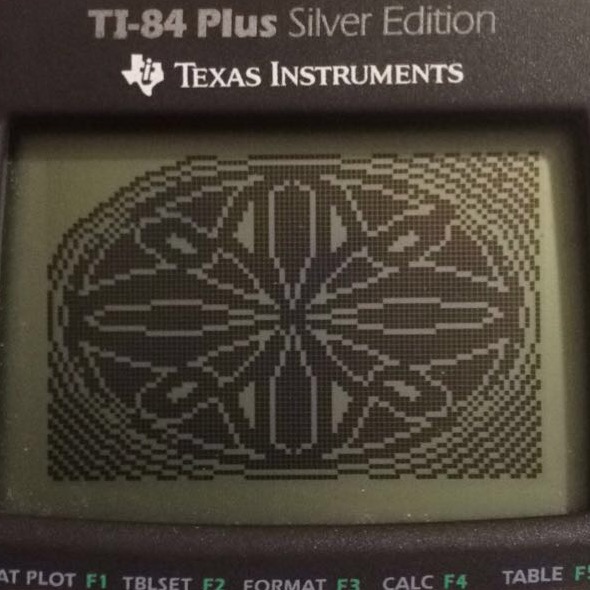 TI-84 Plus Silver Edition
TEXAS INSTRUMENTS
AT PLOT F1 TBLSET F2 FORMAT F3 CALC F4 TABLE F5